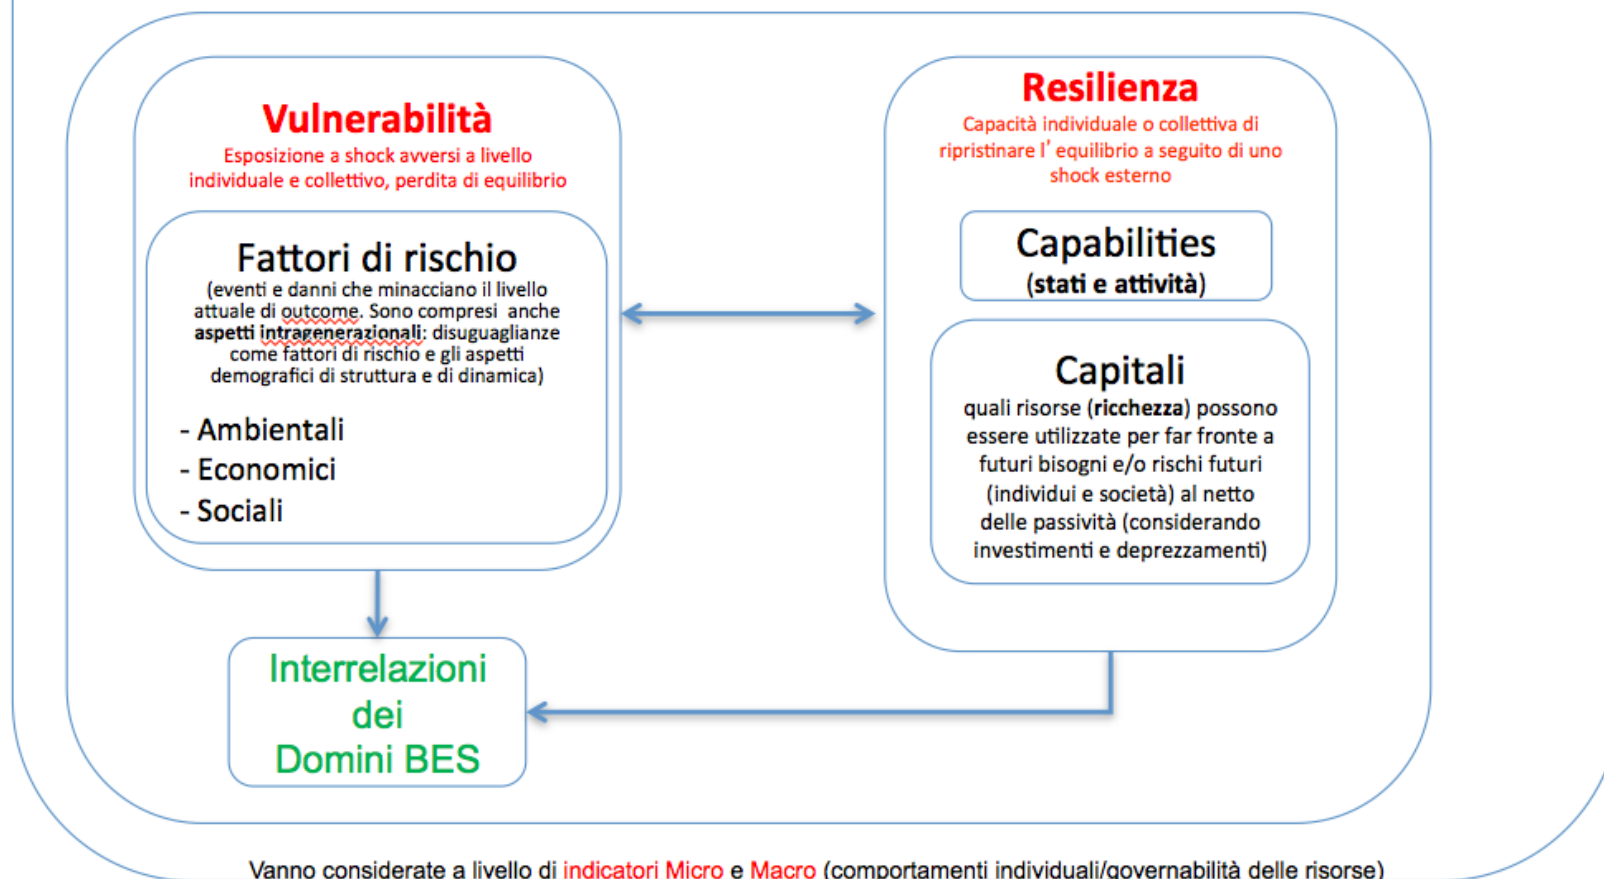 Vulnerabilità
Esposizione a shock avversi a livello
individuale e collettivo, perdita di equilibrio
Fattori di rischio
(eventi e danni che minacciano il livello
attuale di outcome. Sono compresi anche
aspetti intragenerazionali: disuguaglianze
come fattori di rischio e gli aspetti
demografici di struttura e di dinamica)
- Ambientali
- Economici
- Sociali
Resilienza
Capacità individuale o collettiva di
ripristinare l' equilibrio a seguito di uno
shock esterno
Capabilities
(stati e attività)
Capitali
quali risorse (ricchezza) possono
essere utilizzate per far fronte a
futuri bisogni e/o rischi futuri
(individui e società) al netto
delle passività (considerando
investimenti e deprezzamenti)
Interrelazioni
dei
Domini BES
Vanno considerate a livello di indicatori Micro e Macro (comportamenti individuali/governabilità delle risorse)